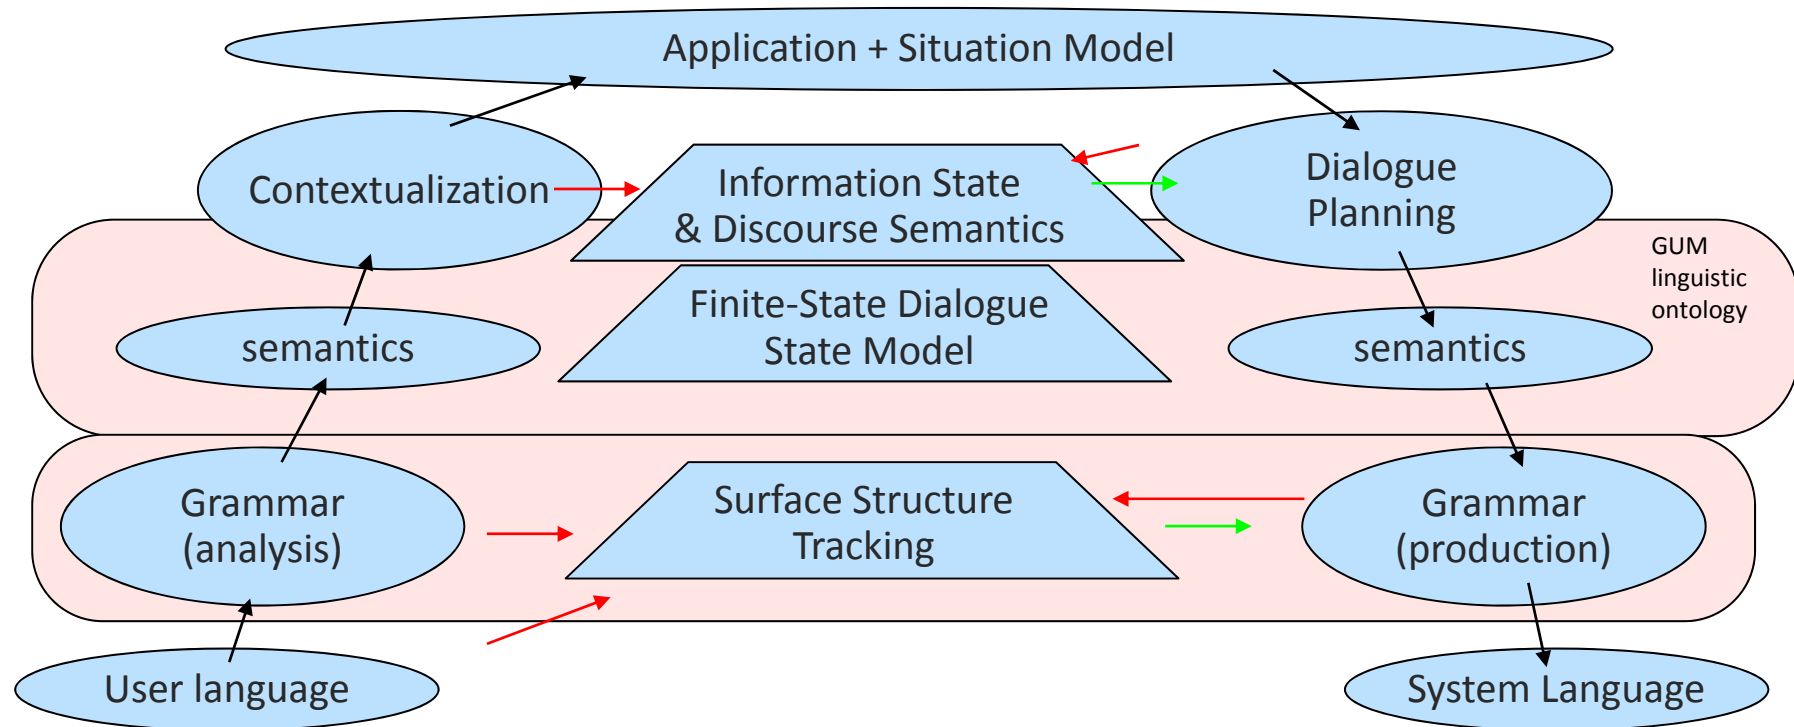 Application + Situation Model
Contextualization
Information State
& Discourse Semantics
Dialogue
Planning
GUM
linguistic
ontology
semantics
Finite-State Dialogue
State Model
semantics
Grammar
(analysis)
Surface Structure
Tracking
Grammar
(production)
User language
System Language